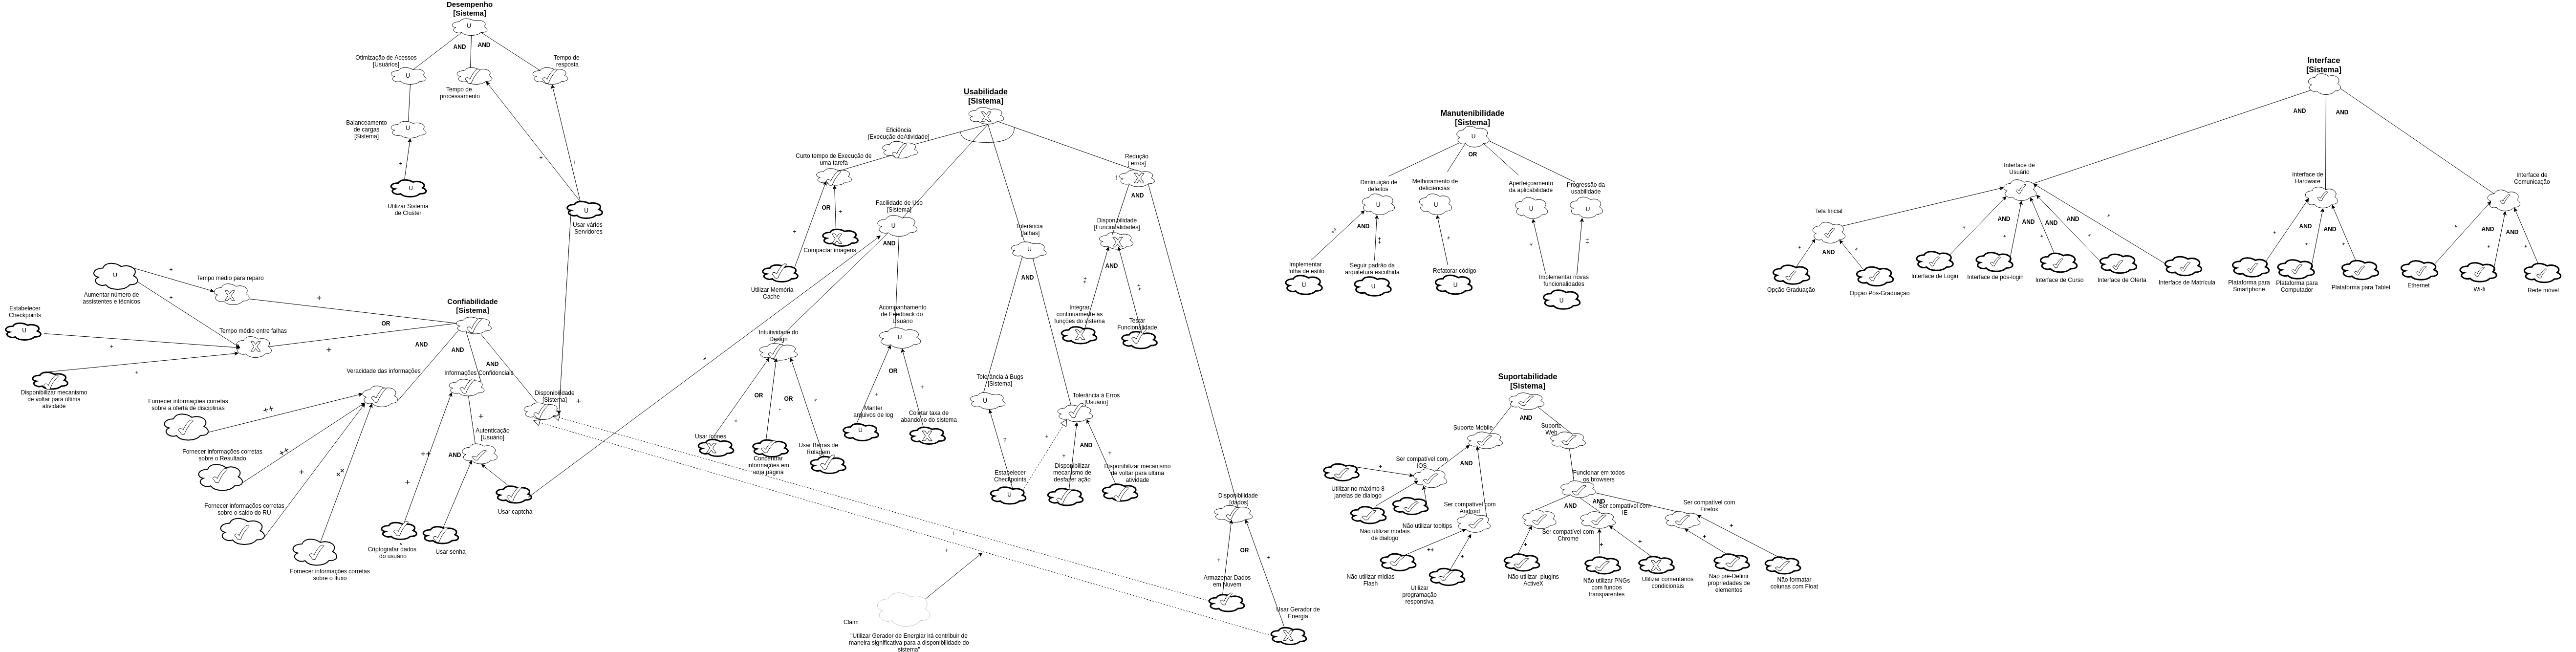 Desempenho
[Sistema]
U
AND
AND
Otimização de Acessos
[Usuários]
U
Tempo de
processamento
Tempo de
resposta
Balanceamento
de cargas
[Sistema]
U
+
U
Utilizar Sistema
de Cluster
+
+
U
Usar vários
Servidores
U
Aumentar número de
assistentes e técnicos
+
+
Tempo médio para reparo
X
+
Estabelecer
Checkpoints
U
+
Tempo médio entre falhas
X
+
OR
Disponibilizar mecanismo
de voltar para última
atividade
+
Confiabilidade
[Sistema]
AND
AND
AND
Veracidade das informações
Informações Confidenciais
Disponibilidade
[Sistema]
+
Fornecer informações corretas
sobre a oferta de disciplinas
++
Fornecer informações corretas
sobre o Resultado
++
Fornecer informações corretas
sobre o saldo do RU
+
++
Fornecer informações corretas
sobre o fluxo
+
Autenticação
[Usuário]
++
AND
+
Criptografar dados
do usuário
Usar senha
Usar captcha
-
Usabilidade
[Sistema]
X
Eficiência
[Execução deAtividade]
Curto tempo de Execução de
uma tarefa
OR
+
+
X
Compactar imagens
Utilizar Memória
Cache
Facilidade de Uso
[Sistema]
U
AND
Intuitividade do
Design
OR
OR
+
-
+
Usar ícones
X
Concentrar
informações em
uma página
Usar Barras de
Rolagem
Acompanhamento
de Feedback do
Usuário
U
OR
+
+
Manter
arquivos de log
U
Coletar taxa de
abandono do sistema
X
Tolerância
[falhas]
U
AND
Tolerância à Bugs
[Sistema]
U
?
Estabelecer
Checkpoints
U
Tolerância à Erros
[Usuário]
+
+
AND
+
Disponibilizar
mecanismo de
desfazer ação
Disponibilizar mecanismo
de voltar para última
atividade
Redução
[ erros]
!
X
AND
Disponibilidade
[Funcionalidades]
X
AND
++
++
Integrar
continuamente as
funções do sistema
X
Testar
Funcionalidade
Disponibilidade
[dados]
OR
+
+
Armazenar Dados
em Nuvem
Usar Gerador de
Energia
X
+
+
Claim
"Utilizar Gerador de Energiar irá contribuir de
maneira significativa para a disponibilidade do
sistema"
Manutenibilidade
[Sistema]
U
OR
Diminuição de
defeitos
U
AND
++
++
Implementar
folha de estilo
U
Seguir padrão da
arquitetura escolhida
U
Melhoramento de
deficiências
U
+
Refatorar código
U
Aperfeiçoamento
da aplicabilidade
U
+
Progressão da
usabilidade
U
++
Implementar novas
funcionalidades
U
Suportabilidade
[Sistema]
AND
Suporte Mobile
Suporte
Web
AND
Ser compatível com
iOS
+
Utilizar no máximo 8
janelas de dialogo
Não utilizar modais
de dialogo
Não utilizar tooltips
Ser compatível com
Android
++
+
Não utilizar midias
Flash
Utilizar
programação
responsiva
Funcionar em todos
os browsers
AND
AND
Ser compatível com
Chrome
Ser compatível com
IE
Ser compatível com
Firefox
+
+
+
+
+
Não utilizar plugins
ActiveX
Não utilizar PNGs
com fundos
transparentes
X
Utilizar comentários
condicionais
Não pré-Definir
propriedades de
elementos
Não formatar
colunas com Float
Interface
[Sistema]
AND
AND
Interface de
Usuário
Interface de
Hardware
Interface de
Comunicação
Tela Inicial
+
AND
+
Opção Graduação
Opção Pós-Graduação
+
AND
+
AND
+
AND
+
AND
+
Interface de Login
Interface de pós-login
Interface de Curso
Interface de Oferta
Interface de Matrícula
+
AND
+
AND
+
Plataforma para
Smartphone
Plataforma para
Computador
Plataforma para Tablet
+
AND
+
AND
+
Ethernet
Wi-fi
Rede móvel